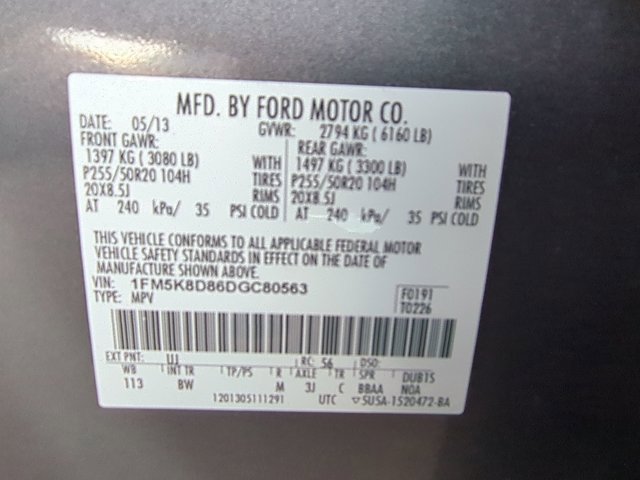 MFD. BY FORD MOTOR CO.
DATE: 05/13 GVWR: 2794 KG ( 6160 LB)
FRONT GAWR: REAR GAWR:
1397 KG ( 3080 LB) WITH 1497 KG ( 3300 LB) WITH
P255/50R20 104H TIRES P255/50R20 104H TIRES
20X8.5J RIMS 20X8.5J RIMS
AT 240 kPa/ 35 PSI COLD AT 240 kPa/ 35 PSI COLD
THIS VEHICLE CONFORMS TO ALL APPLICABLE FEDERAL MOTOR
VEHICLE SAFETY STANDARDS IN EFFECT ON THE DATE OF
MANUFACTURE SHOWN ABOVE.
VIN: 1FM5K8D86DGC80563 F0191
TYPE: MPV T0226
EXT PNT: UJ RC: 56 DSO:
WB INT TR TP/PS R AXLE TR SPR DUBTS
113 BW M 3J C BBAA NOA
1201305111291 UTC ▽5USA-1520472-BA